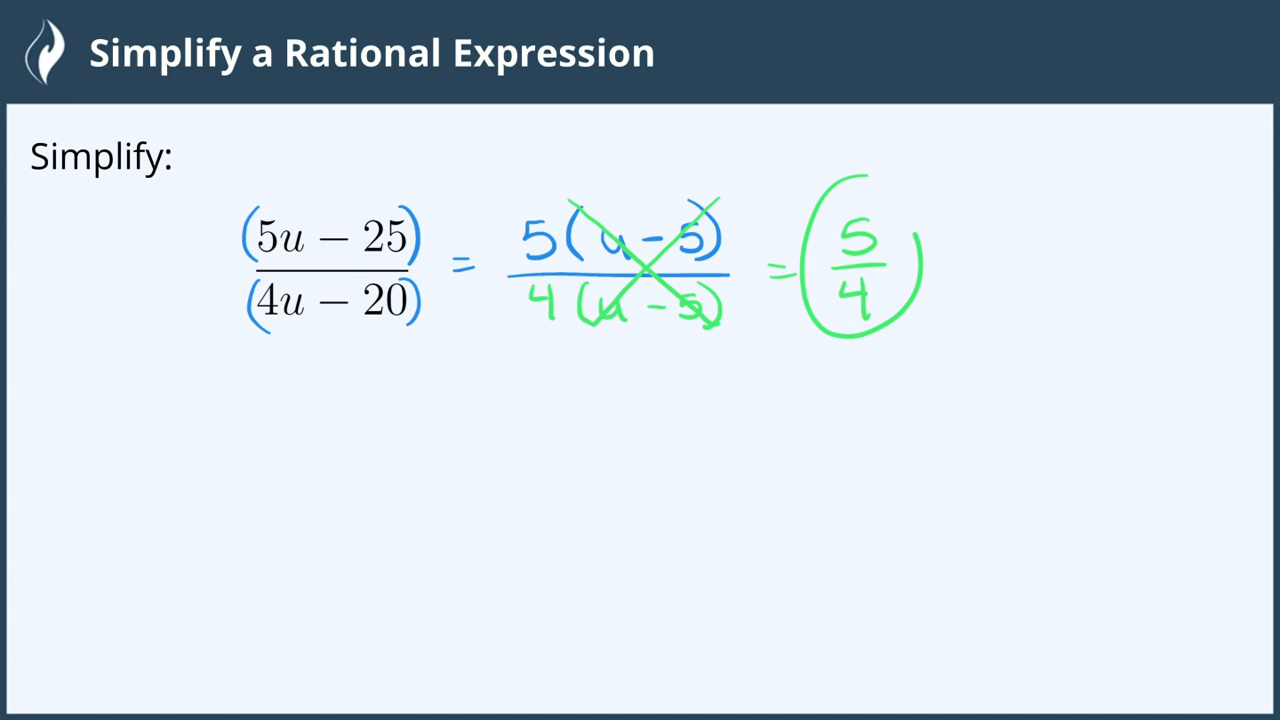 Simplify a Rational Expression
Simplify:
(5u − 25) / (4u − 20) = 5(u − 5) / 4(u − 5) = 5/4